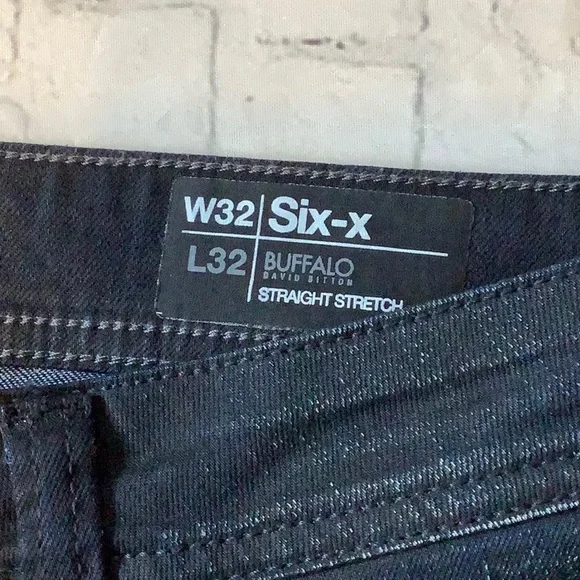 W32 Six-x
L32 BUFFALO
DAVID BITTON
STRAIGHT STRETCH